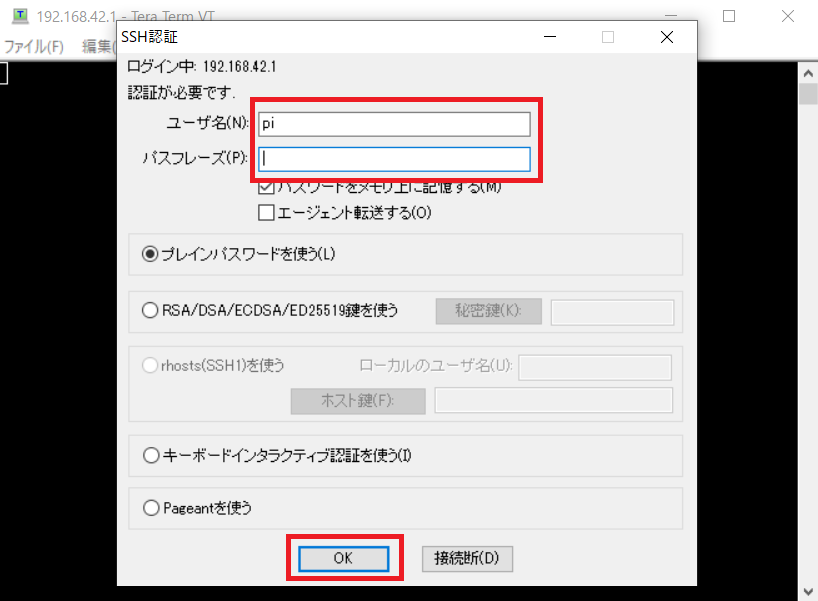 192.168.42.1 - Tera Term VT
SSH認証
ファイル(F) 編集(
ログイン中: 192.168.42.1
認証が必要です.
ユーザ名(N): pi
パスフレーズ(P):
パスワードをメモリ上に記憶する(M)
エージェント転送する(O)
プレインパスワードを使う(L)
RSA/DSA/ECDSA/ED25519鍵を使う 秘密鍵(K):
rhosts(SSH1)を使う ローカルのユーザ名(U):
ホスト鍵(F):
キーボードインタラクティブ認証を使う(I)
Pageantを使う
OK 接続断(D)